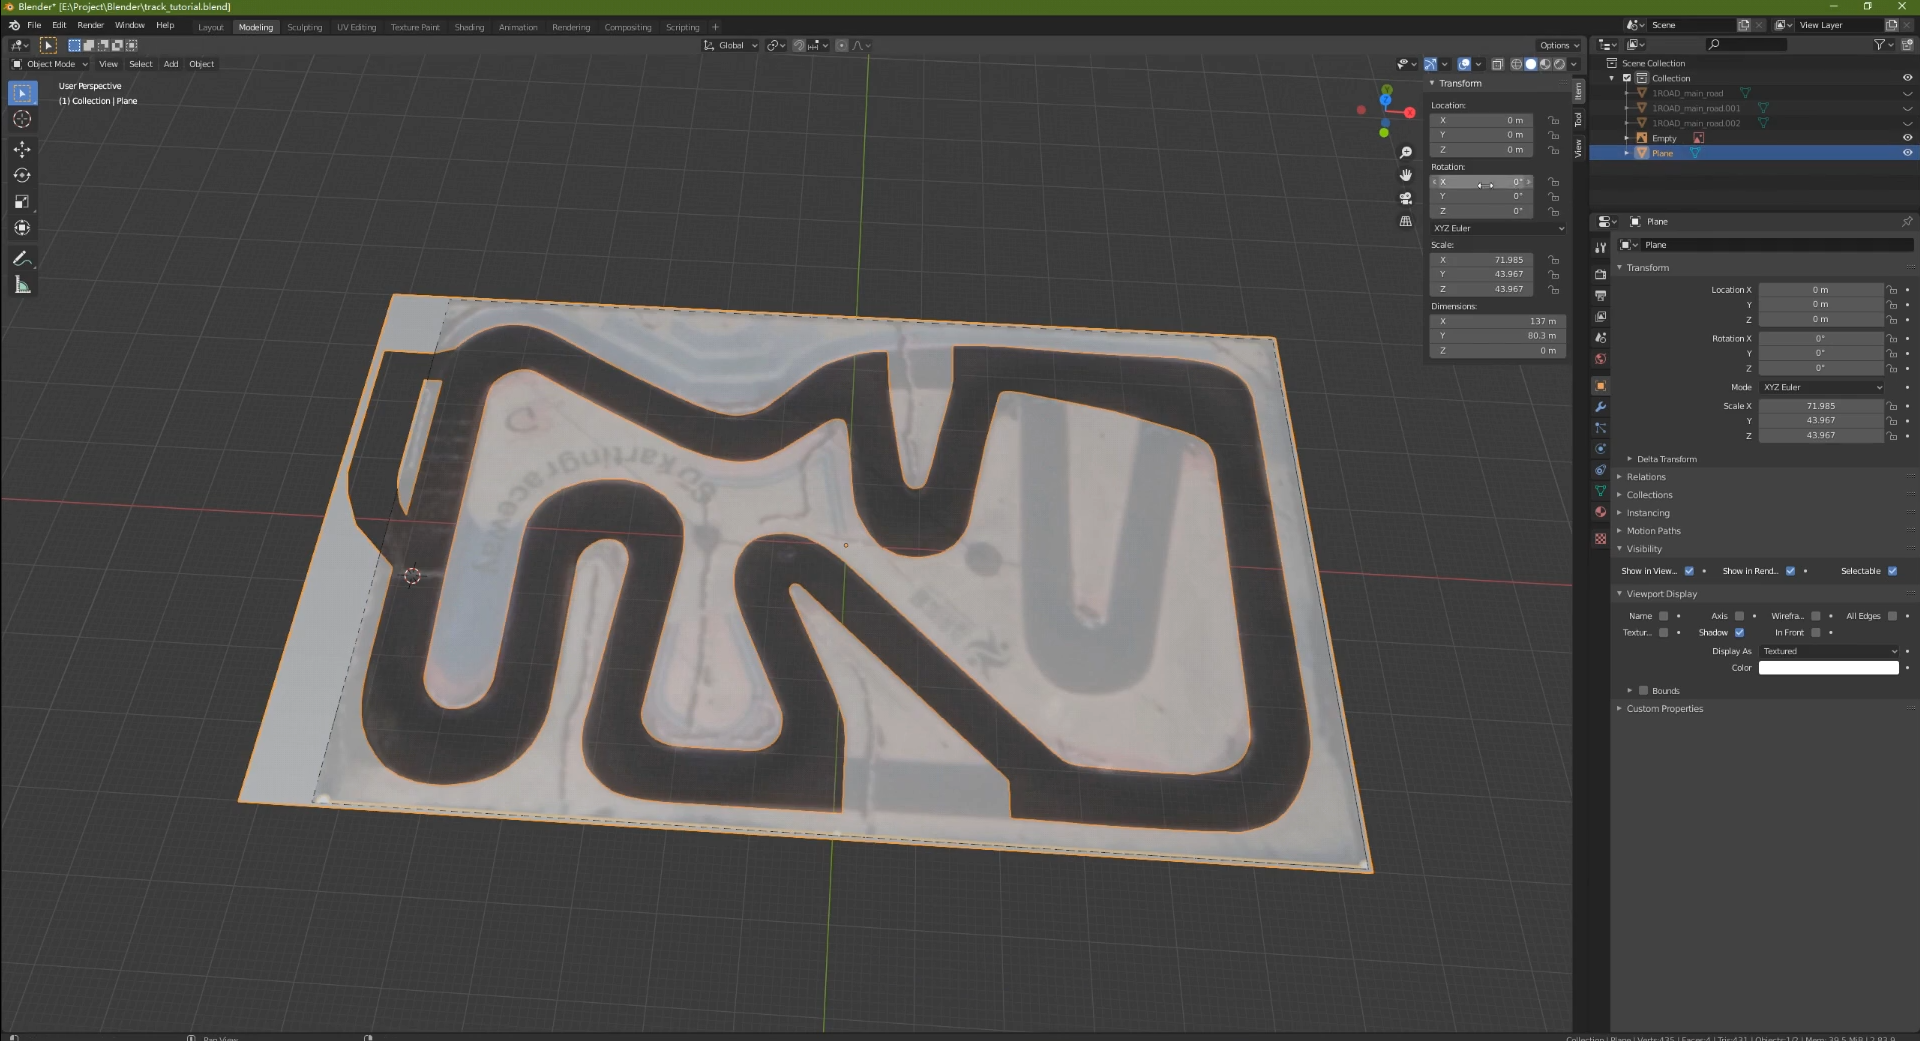 Blender* [E:\Project\Blender\track_tutorial.blend]
File Edit Render Window Help Layout Modeling Sculpting UV Editing Texture Paint Shading Animation Rendering Compositing Scripting Scene View Layer
Global Options
Object Mode View Select Add Object
User Perspective
(1) Collection | Plane
Y
Z
X
Transform
Location:
X 0 m
Y 0 m
Z 0 m
Rotation:
X 0°
Y 0°
Z 0°
XYZ Euler
Scale:
X 71.985
Y 43.967
Z 43.967
Dimensions:
X 137 m
Y 80.3 m
Z 0 m
Item
Tool
View
Scene Collection
Collection
1ROAD_main_road
1ROAD_main_road.001
1ROAD_main_road.002
Empty
Plane
Plane
Plane
Transform
Location X 0 m
Y 0 m
Z 0 m
Rotation X 0°
Y 0°
Z 0°
Mode XYZ Euler
Scale X 71.985
Y 43.967
Z 43.967
Delta Transform
Relations
Collections
Instancing
Motion Paths
Visibility
Show in View... Show in Rend... Selectable
Viewport Display
Name Axis Wirefra... All Edges
Textur... Shadow In Front
Display As Textured
Color
Bounds
Custom Properties